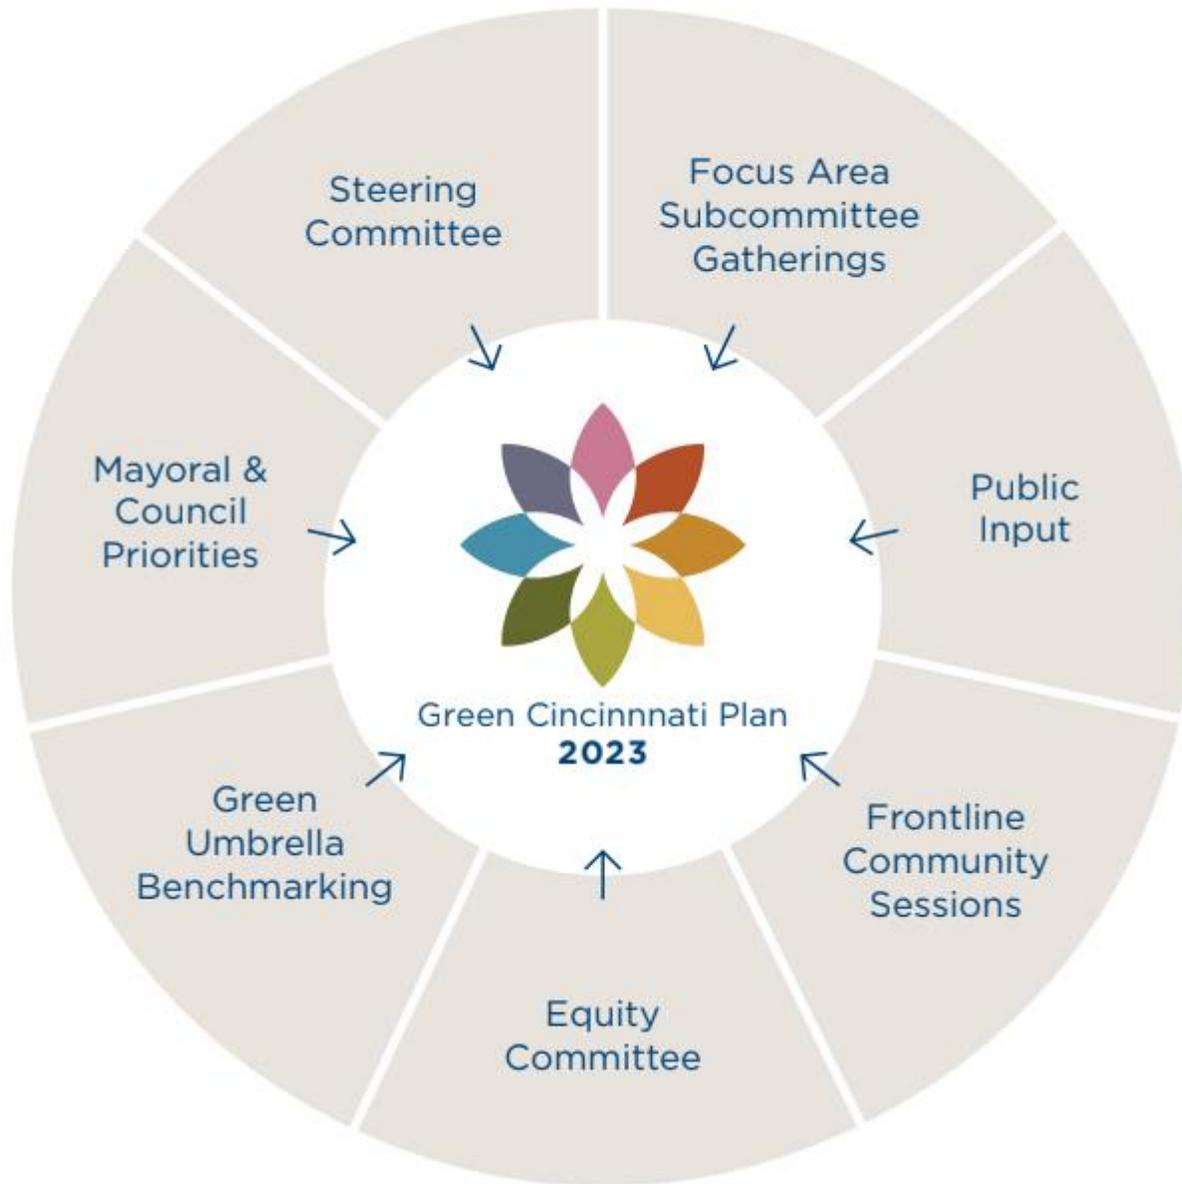 Steering
Committee
Focus Area
Subcommittee
Gatherings
Public
Input
Frontline
Community
Sessions
Equity
Committee
Green
Umbrella
Benchmarking
Mayoral &
Council
Priorities
Green Cincinnnati Plan
2023